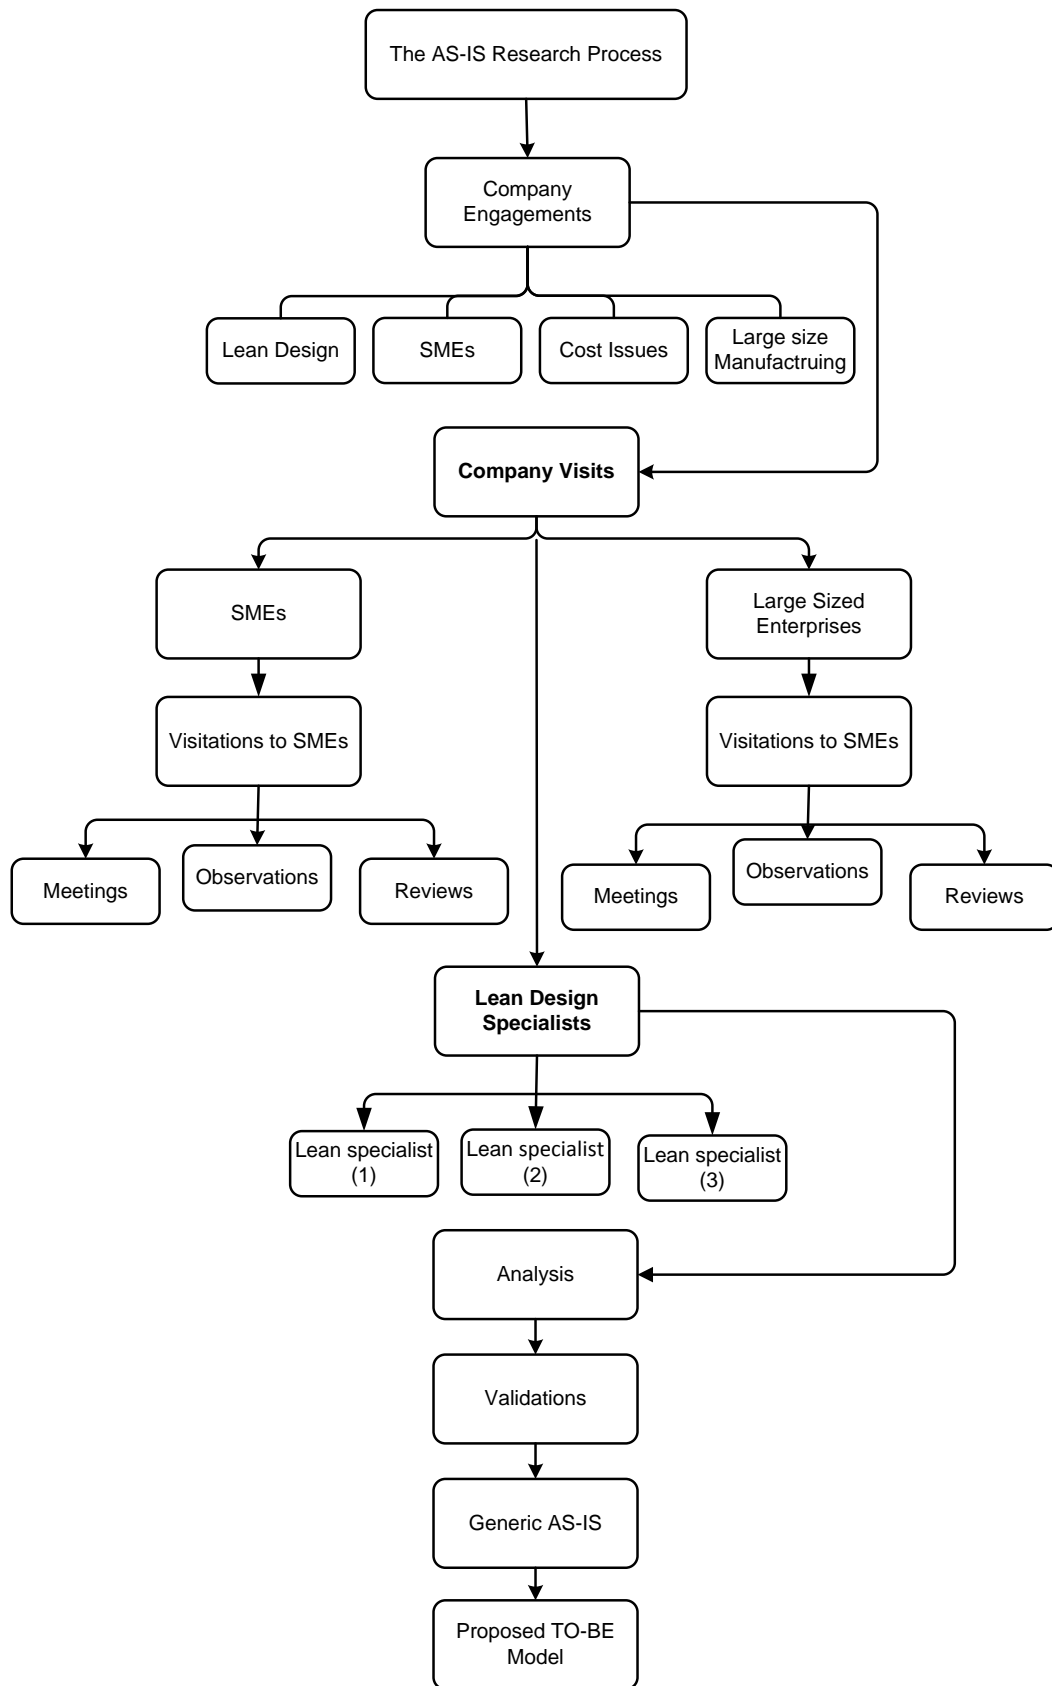 The AS-IS Research Process
Company
Engagements
Lean Design
SMEs
Cost Issues
Large size
Manufactruing
Company Visits
SMEs
Large Sized
Enterprises
Visitations to SMEs
Visitations to SMEs
Meetings
Observations
Reviews
Meetings
Observations
Reviews
Lean Design
Specialists
Lean specialist
(1)
Lean specialist
(2)
Lean specialist
(3)
Analysis
Validations
Generic AS-IS
Proposed TO-BE
Model